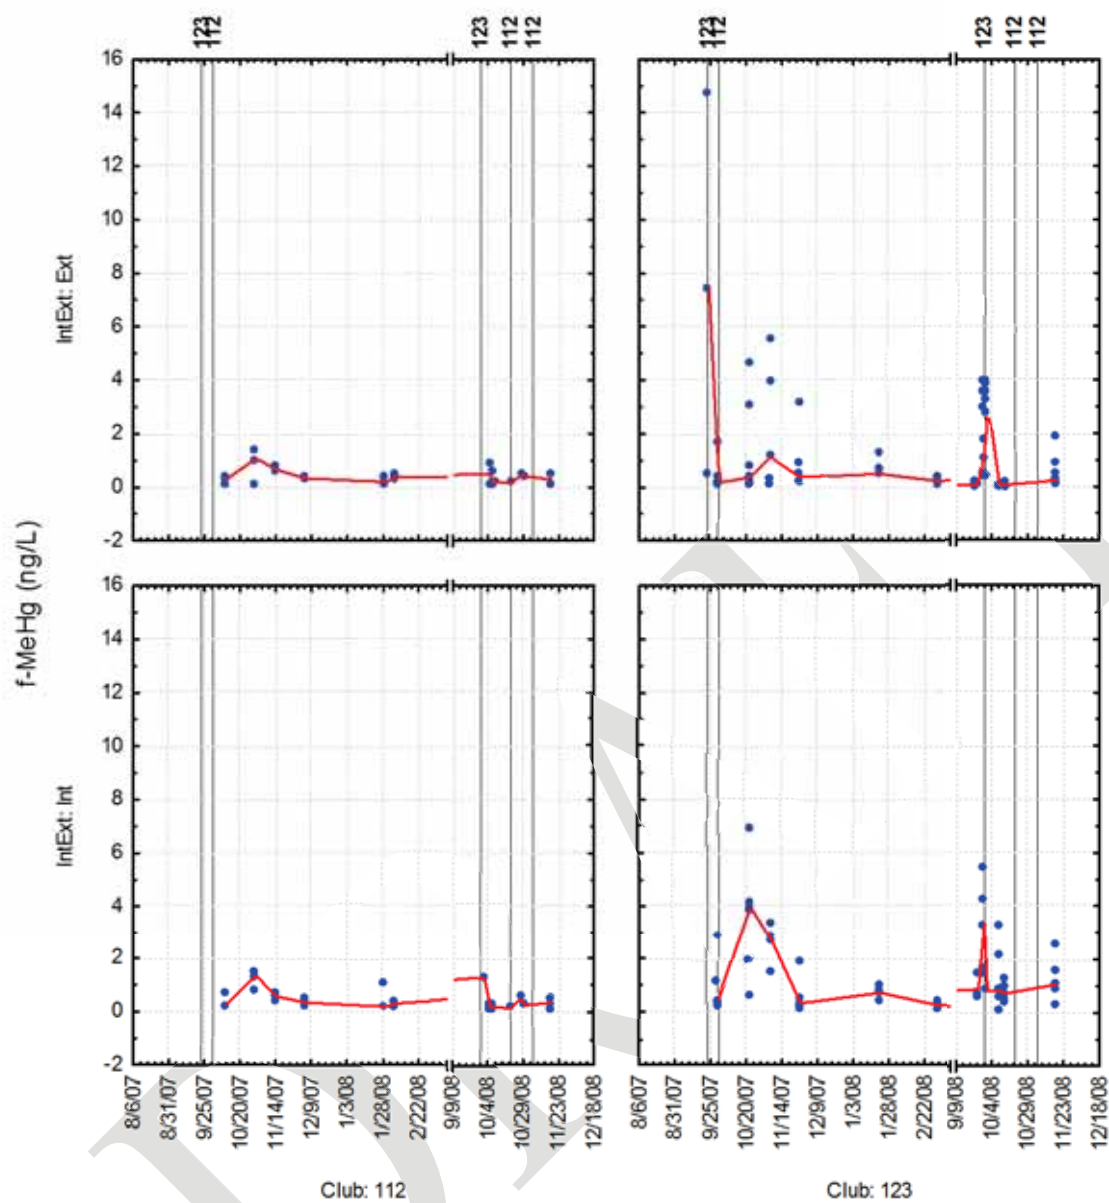 123 112 123 112 112 123 112 123 112 112
16 14 12 10 8 6 4 2 0 -2
IntExt: Ext
f-MeHg (ng/L)
16 14 12 10 8 6 4 2 0 -2
IntExt: Int
8/6/07 8/31/07 9/25/07 10/20/07 11/14/07 12/9/07 1/3/08 1/28/08 2/22/08 9/9/08 10/4/08 10/29/08 11/23/08 12/18/08
8/6/07 8/31/07 9/25/07 10/20/07 11/14/07 12/9/07 1/3/08 1/28/08 2/22/08 9/9/08 10/4/08 10/29/08 11/23/08 12/18/08
Club: 112 Club: 123